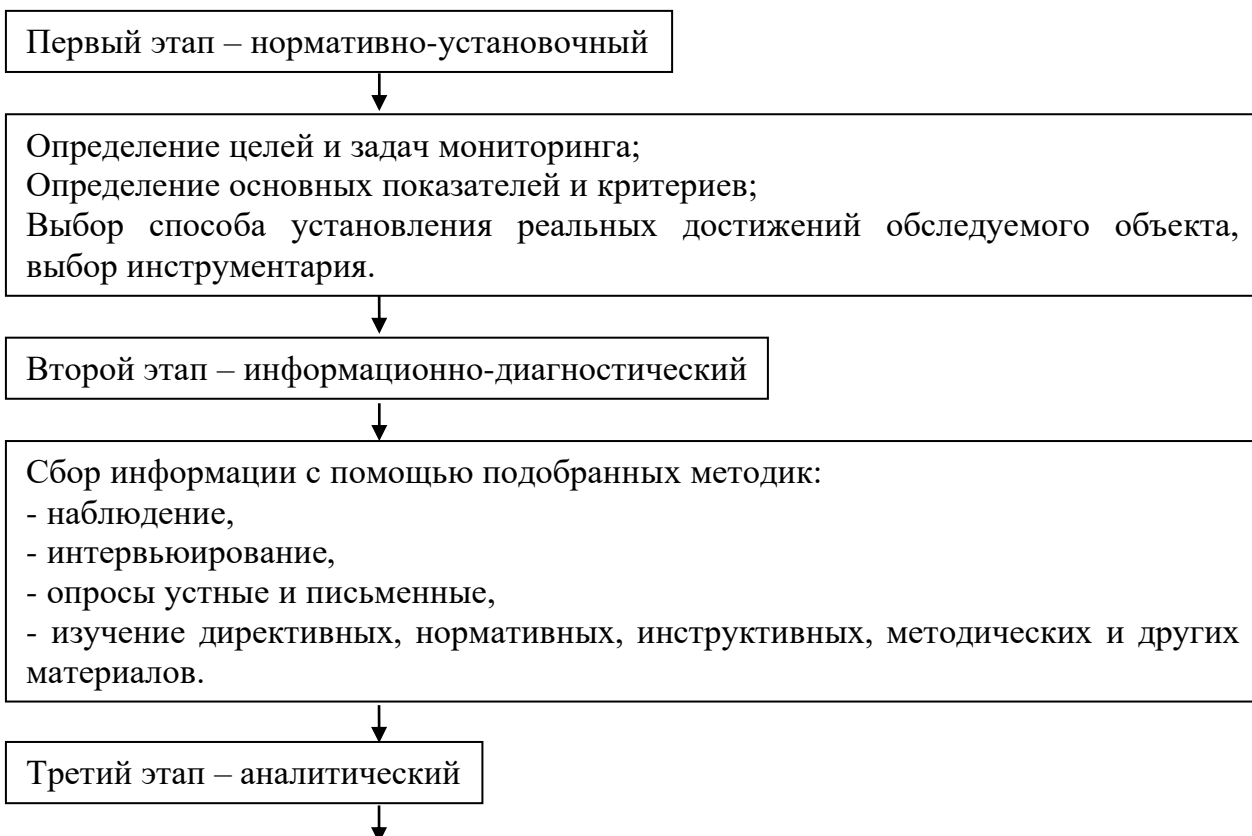 Первый этап – нормативно-установочный
Определение целей и задач мониторинга;
Определение основных показателей и критериев;
Выбор способа установления реальных достижений обследуемого объекта,
выбор инструментария.
Второй этап – информационно-диагностический
Сбор информации с помощью подобранных методик:
- наблюдение,
- интервьюирование,
- опросы устные и письменные,
- изучение директивных, нормативных, инструктивных, методических и других
материалов.
Третий этап – аналитический